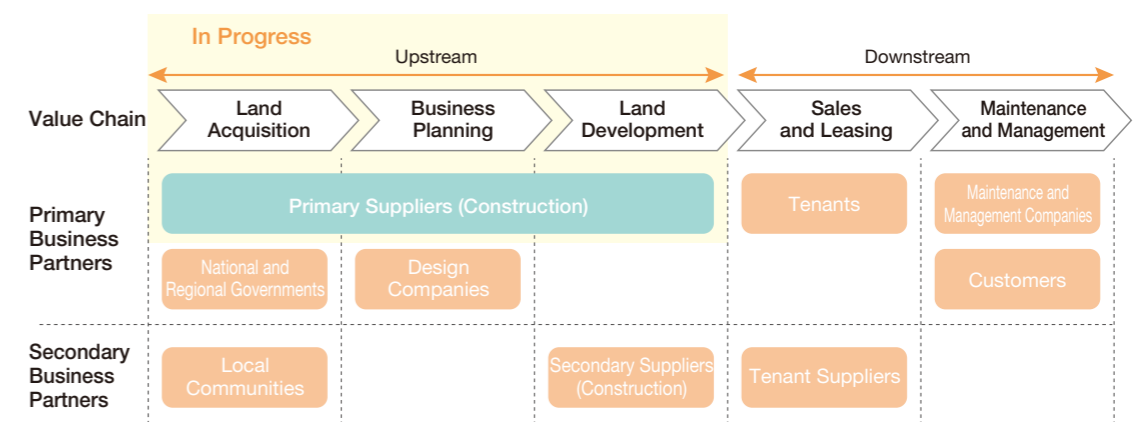 In Progress
Upstream
Downstream
Value Chain
Land
Acquisition
Business
Planning
Land
Development
Sales
and Leasing
Maintenance
and Management
Primary
Business
Partners
Primary Suppliers (Construction)
Tenants
Maintenance and
Management Companies
National and
Regional Governments
Design
Companies
Customers
Secondary
Business
Partners
Local
Communities
Secondary Suppliers
(Construction)
Tenant Suppliers